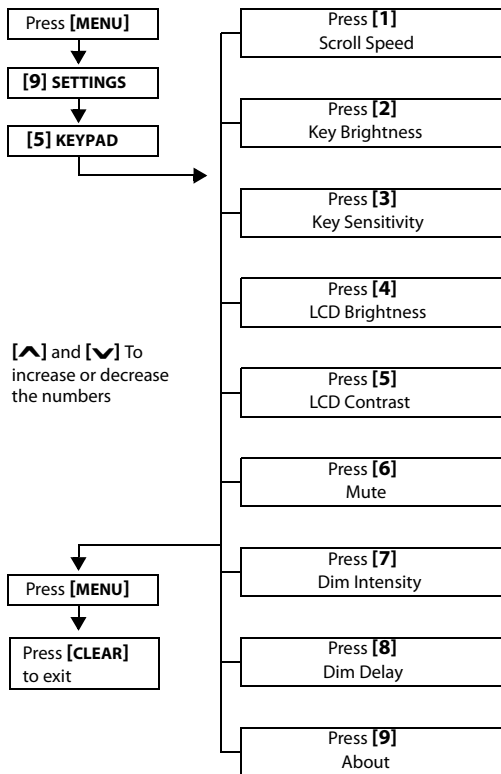 Press [MENU]
[9] SETTINGS
[5] KEYPAD
[∧] and [∨] To
increase or decrease
the numbers
Press [MENU]
Press [CLEAR]
to exit
Press [1]
Scroll Speed
Press [2]
Key Brightness
Press [3]
Key Sensitivity
Press [4]
LCD Brightness
Press [5]
LCD Contrast
Press [6]
Mute
Press [7]
Dim Intensity
Press [8]
Dim Delay
Press [9]
About